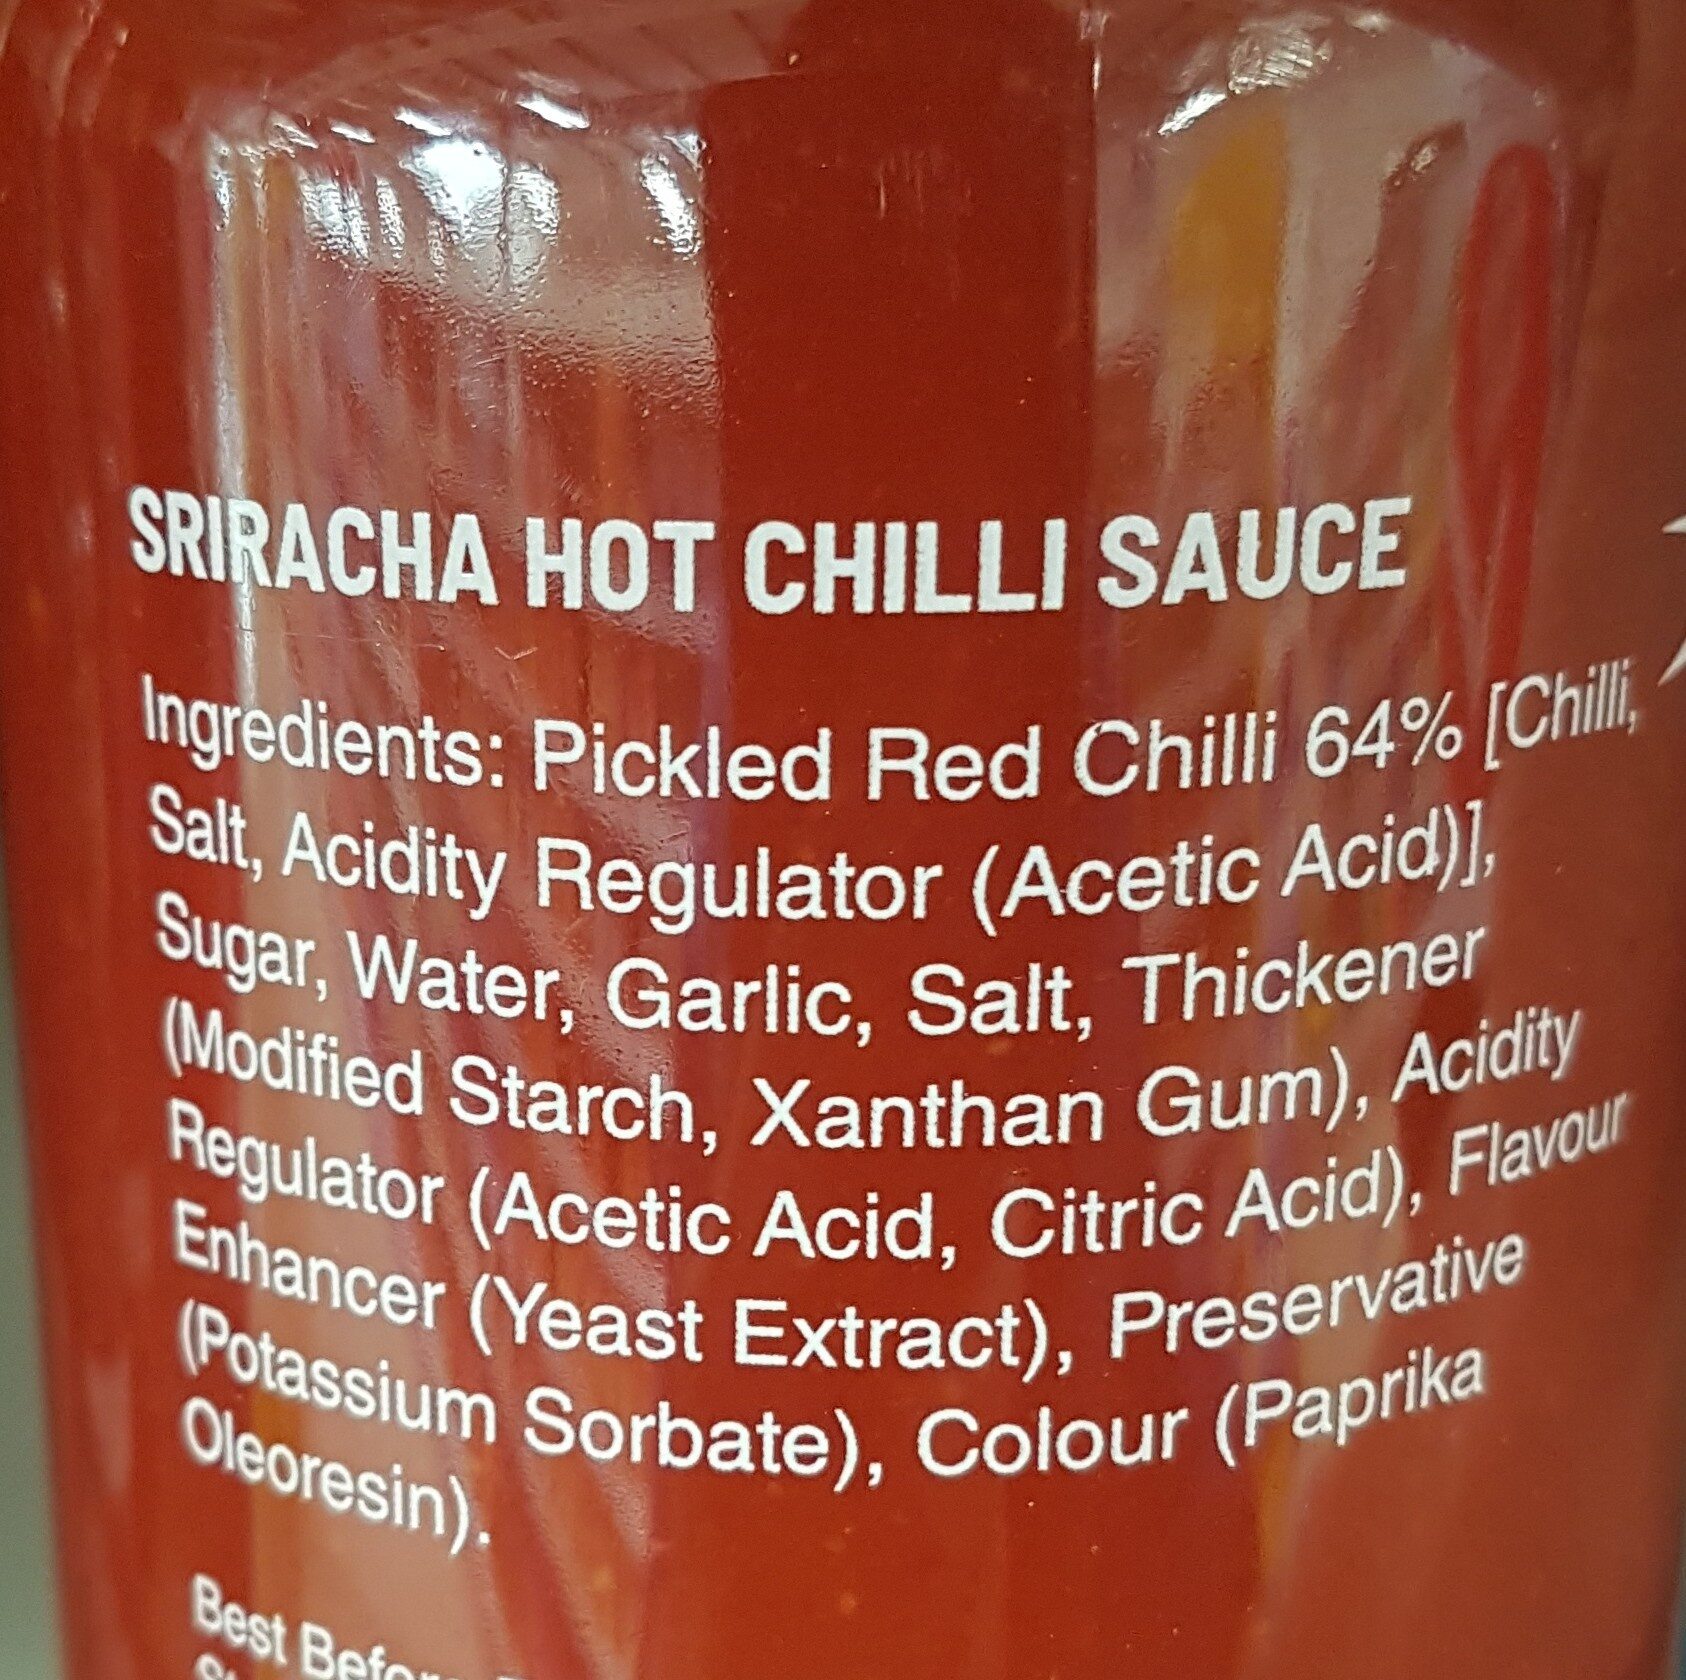 SRIRACHA HOT CHILLI SAUCE
Ingredients: Pickled Red Chilli 64% [Chilli,
Salt, Acidity Regulator (Acetic Acid)],
Sugar, Water, Garlic, Salt, Thickener
(Modified Starch, Xanthan Gum), Acidity
Regulator (Acetic Acid, Citric Acid), Flavour
Enhancer (Yeast Extract), Preservative
(Potassium Sorbate), Colour (Paprika
Oleoresin).
Best Before